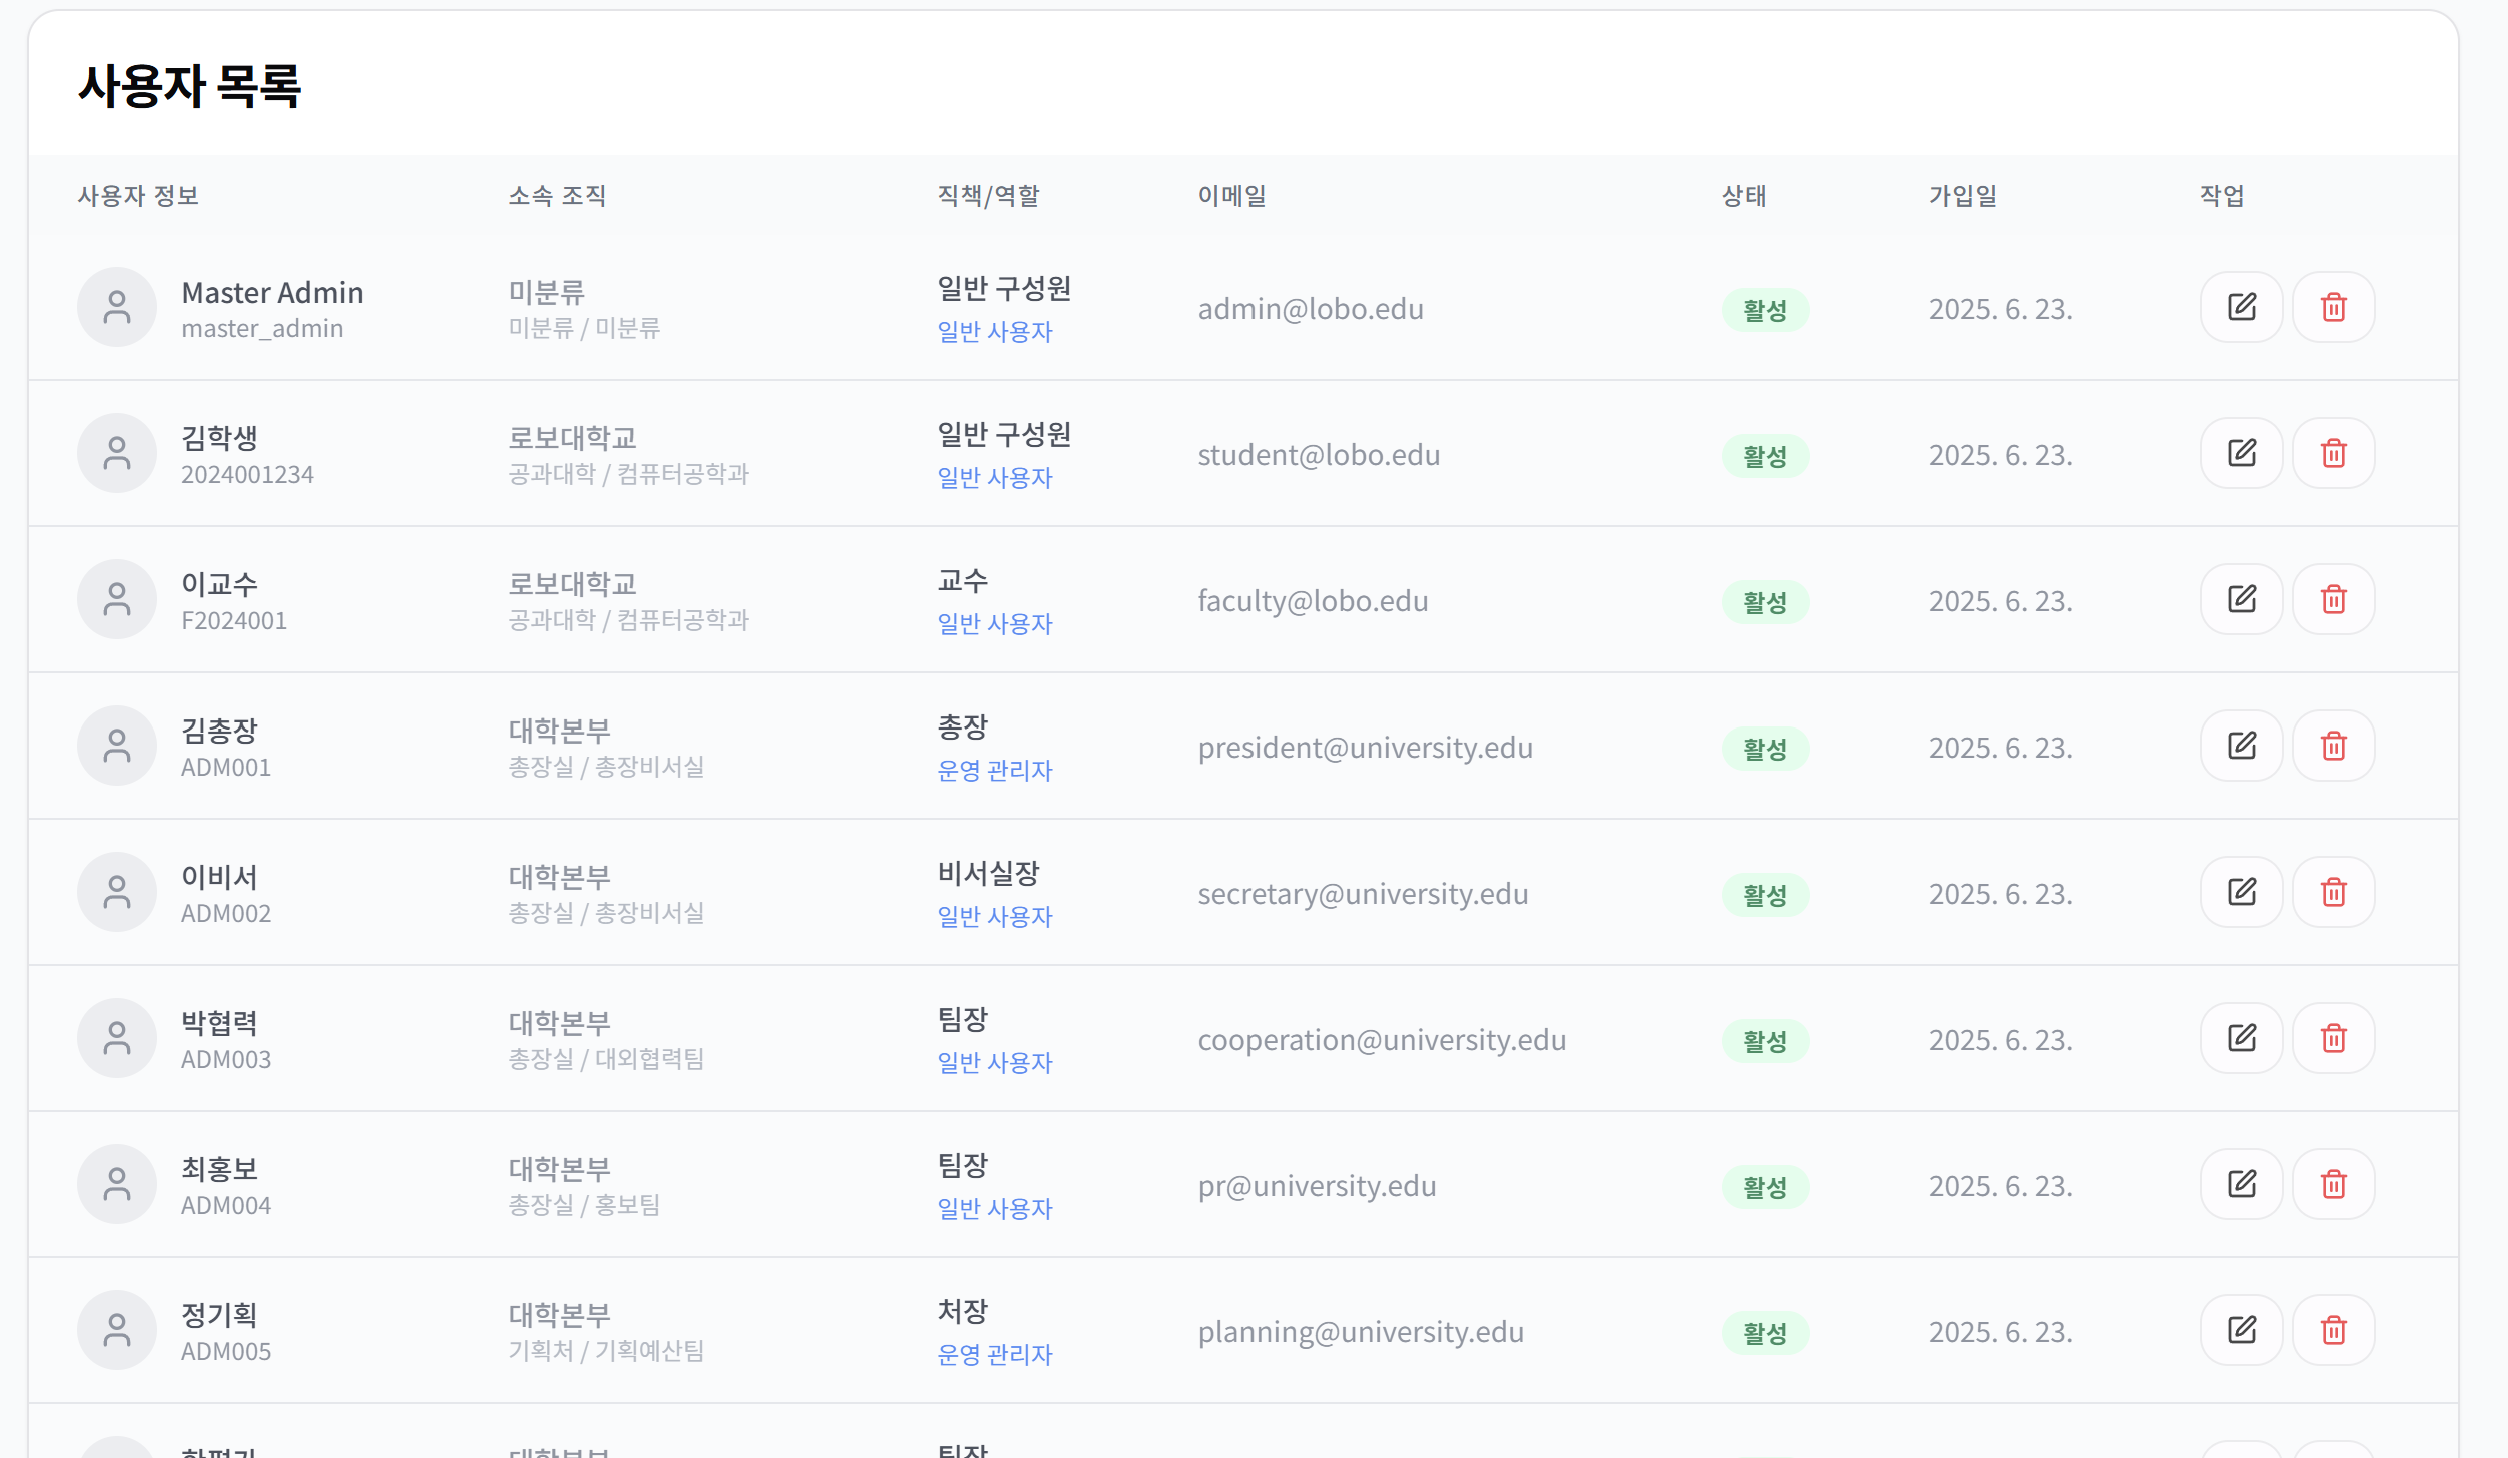 사용자 목록
사용자 정보 소속 조직 직책/역할 이메일 상태 가입일 작업
Master Admin 미분류 일반 구성원 admin@lobo.edu 활성 2025. 6. 23.
master_admin 미분류 / 미분류 일반 사용자
김학생 로보대학교 일반 구성원 student@lobo.edu 활성 2025. 6. 23.
2024001234 공과대학 / 컴퓨터공학과 일반 사용자
이교수 로보대학교 교수 faculty@lobo.edu 활성 2025. 6. 23.
F2024001 공과대학 / 컴퓨터공학과 일반 사용자
김총장 대학본부 총장 president@university.edu 활성 2025. 6. 23.
ADM001 총장실 / 총장비서실 운영 관리자
이비서 대학본부 비서실장 secretary@university.edu 활성 2025. 6. 23.
ADM002 총장실 / 총장비서실 일반 사용자
박협력 대학본부 팀장 cooperation@university.edu 활성 2025. 6. 23.
ADM003 총장실 / 대외협력팀 일반 사용자
최홍보 대학본부 팀장 pr@university.edu 활성 2025. 6. 23.
ADM004 총장실 / 홍보팀 일반 사용자
정기획 대학본부 처장 planning@university.edu 활성 2025. 6. 23.
ADM005 기획처 / 기획예산팀 운영 관리자
대학본부 팀장